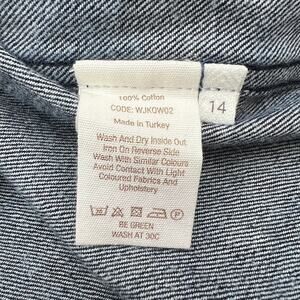 100% Cotton
CODE: WJKQW02
Made in Turkey
Wash And Dry Inside Out
Iron On Reverse Side
Wash With Similar Colours
Avoid Contact With Light
Coloured Fabrics And
Upholstery
BE GREEN
WASH AT 30C
14